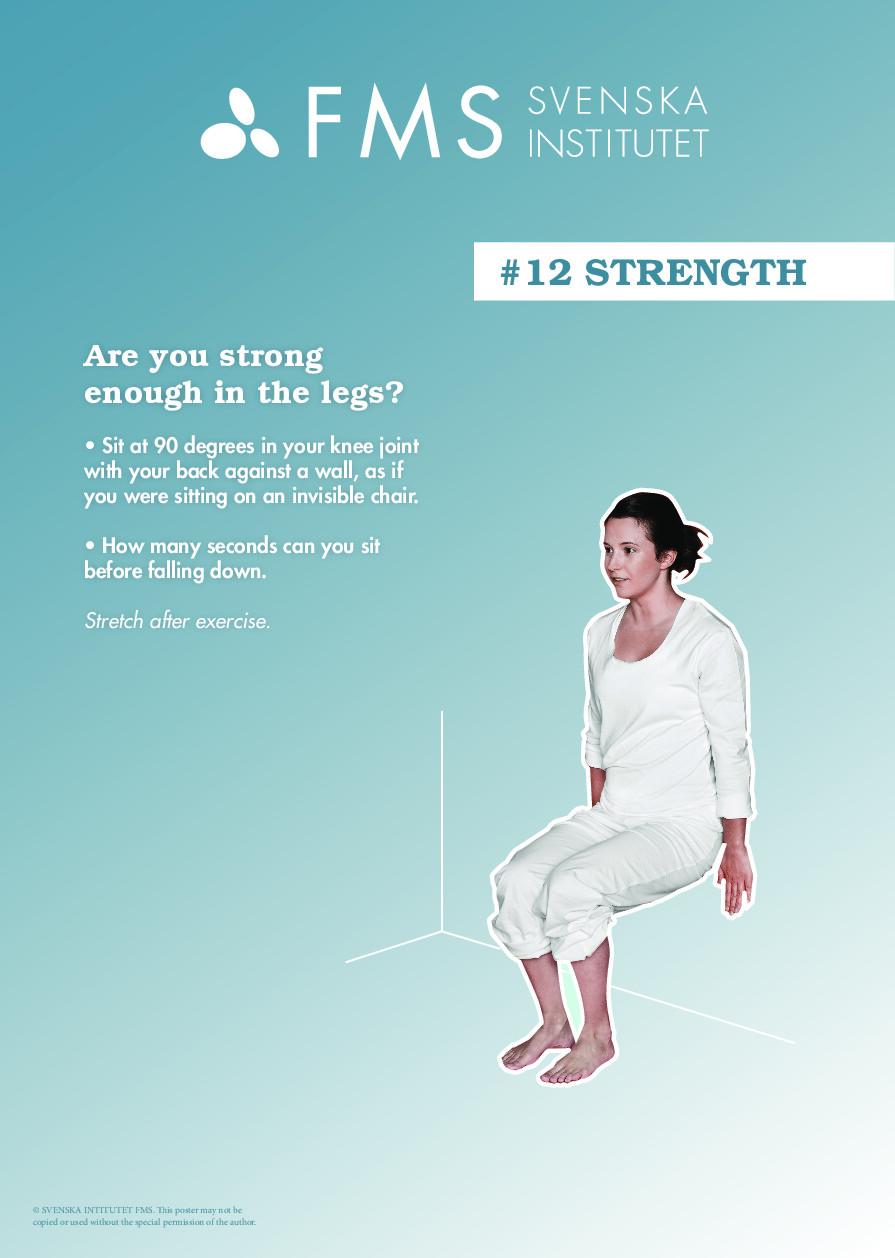 FMS SVENSKA
INSTITUTET
#12 STRENGTH
Are you strong
enough in the legs?
• Sit at 90 degrees in your knee joint
with your back against a wall, as if
you were sitting on an invisible chair.
• How many seconds can you sit
before falling down.
Stretch after exercise.
© SVENSKA INTITUTET FMS. This poster may not be
copied or used without the special permission of the author.